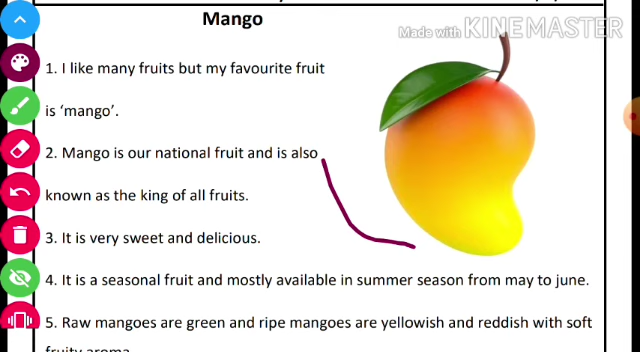 Mango
Made with KINEMASTER
1. I like many fruits but my favourite fruit
is ‘mango’.
2. Mango is our national fruit and is also
known as the king of all fruits.
3. It is very sweet and delicious.
4. It is a seasonal fruit and mostly available in summer season from may to june.
5. Raw mangoes are green and ripe mangoes are yellowish and reddish with soft
fruity aroma